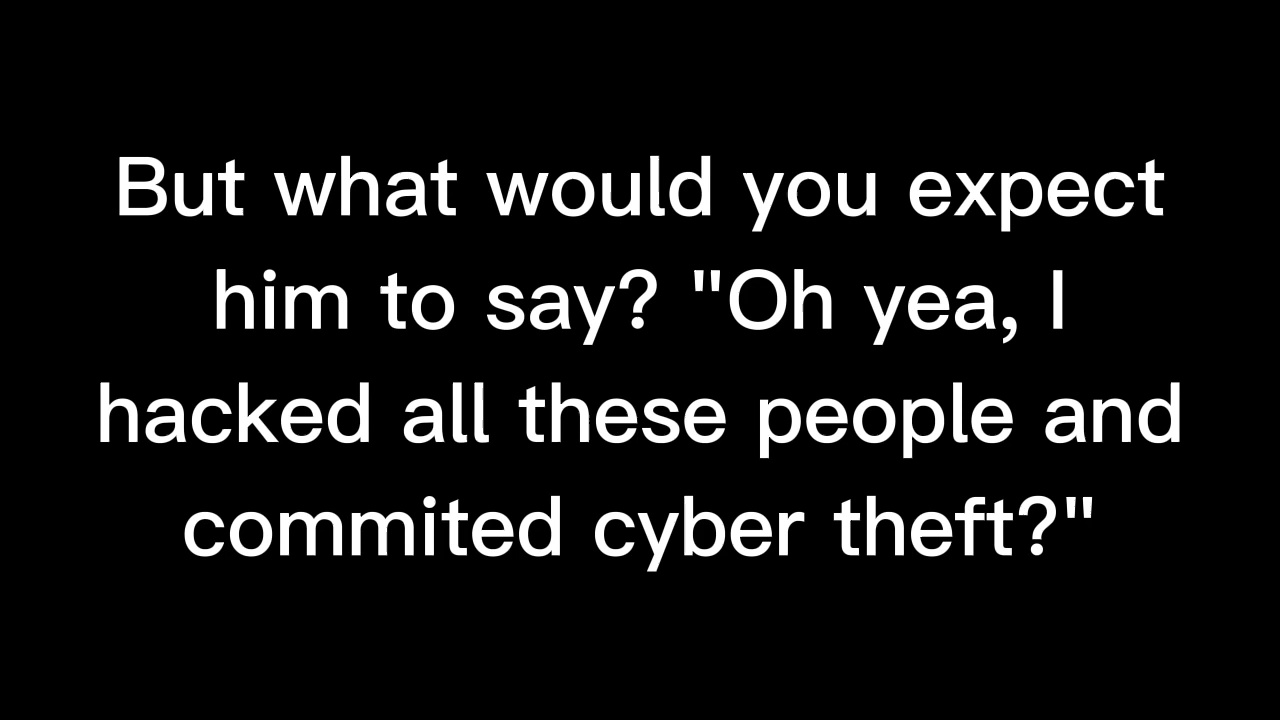 But what would you expect
him to say? "Oh yea, I
hacked all these people and
commited cyber theft?"